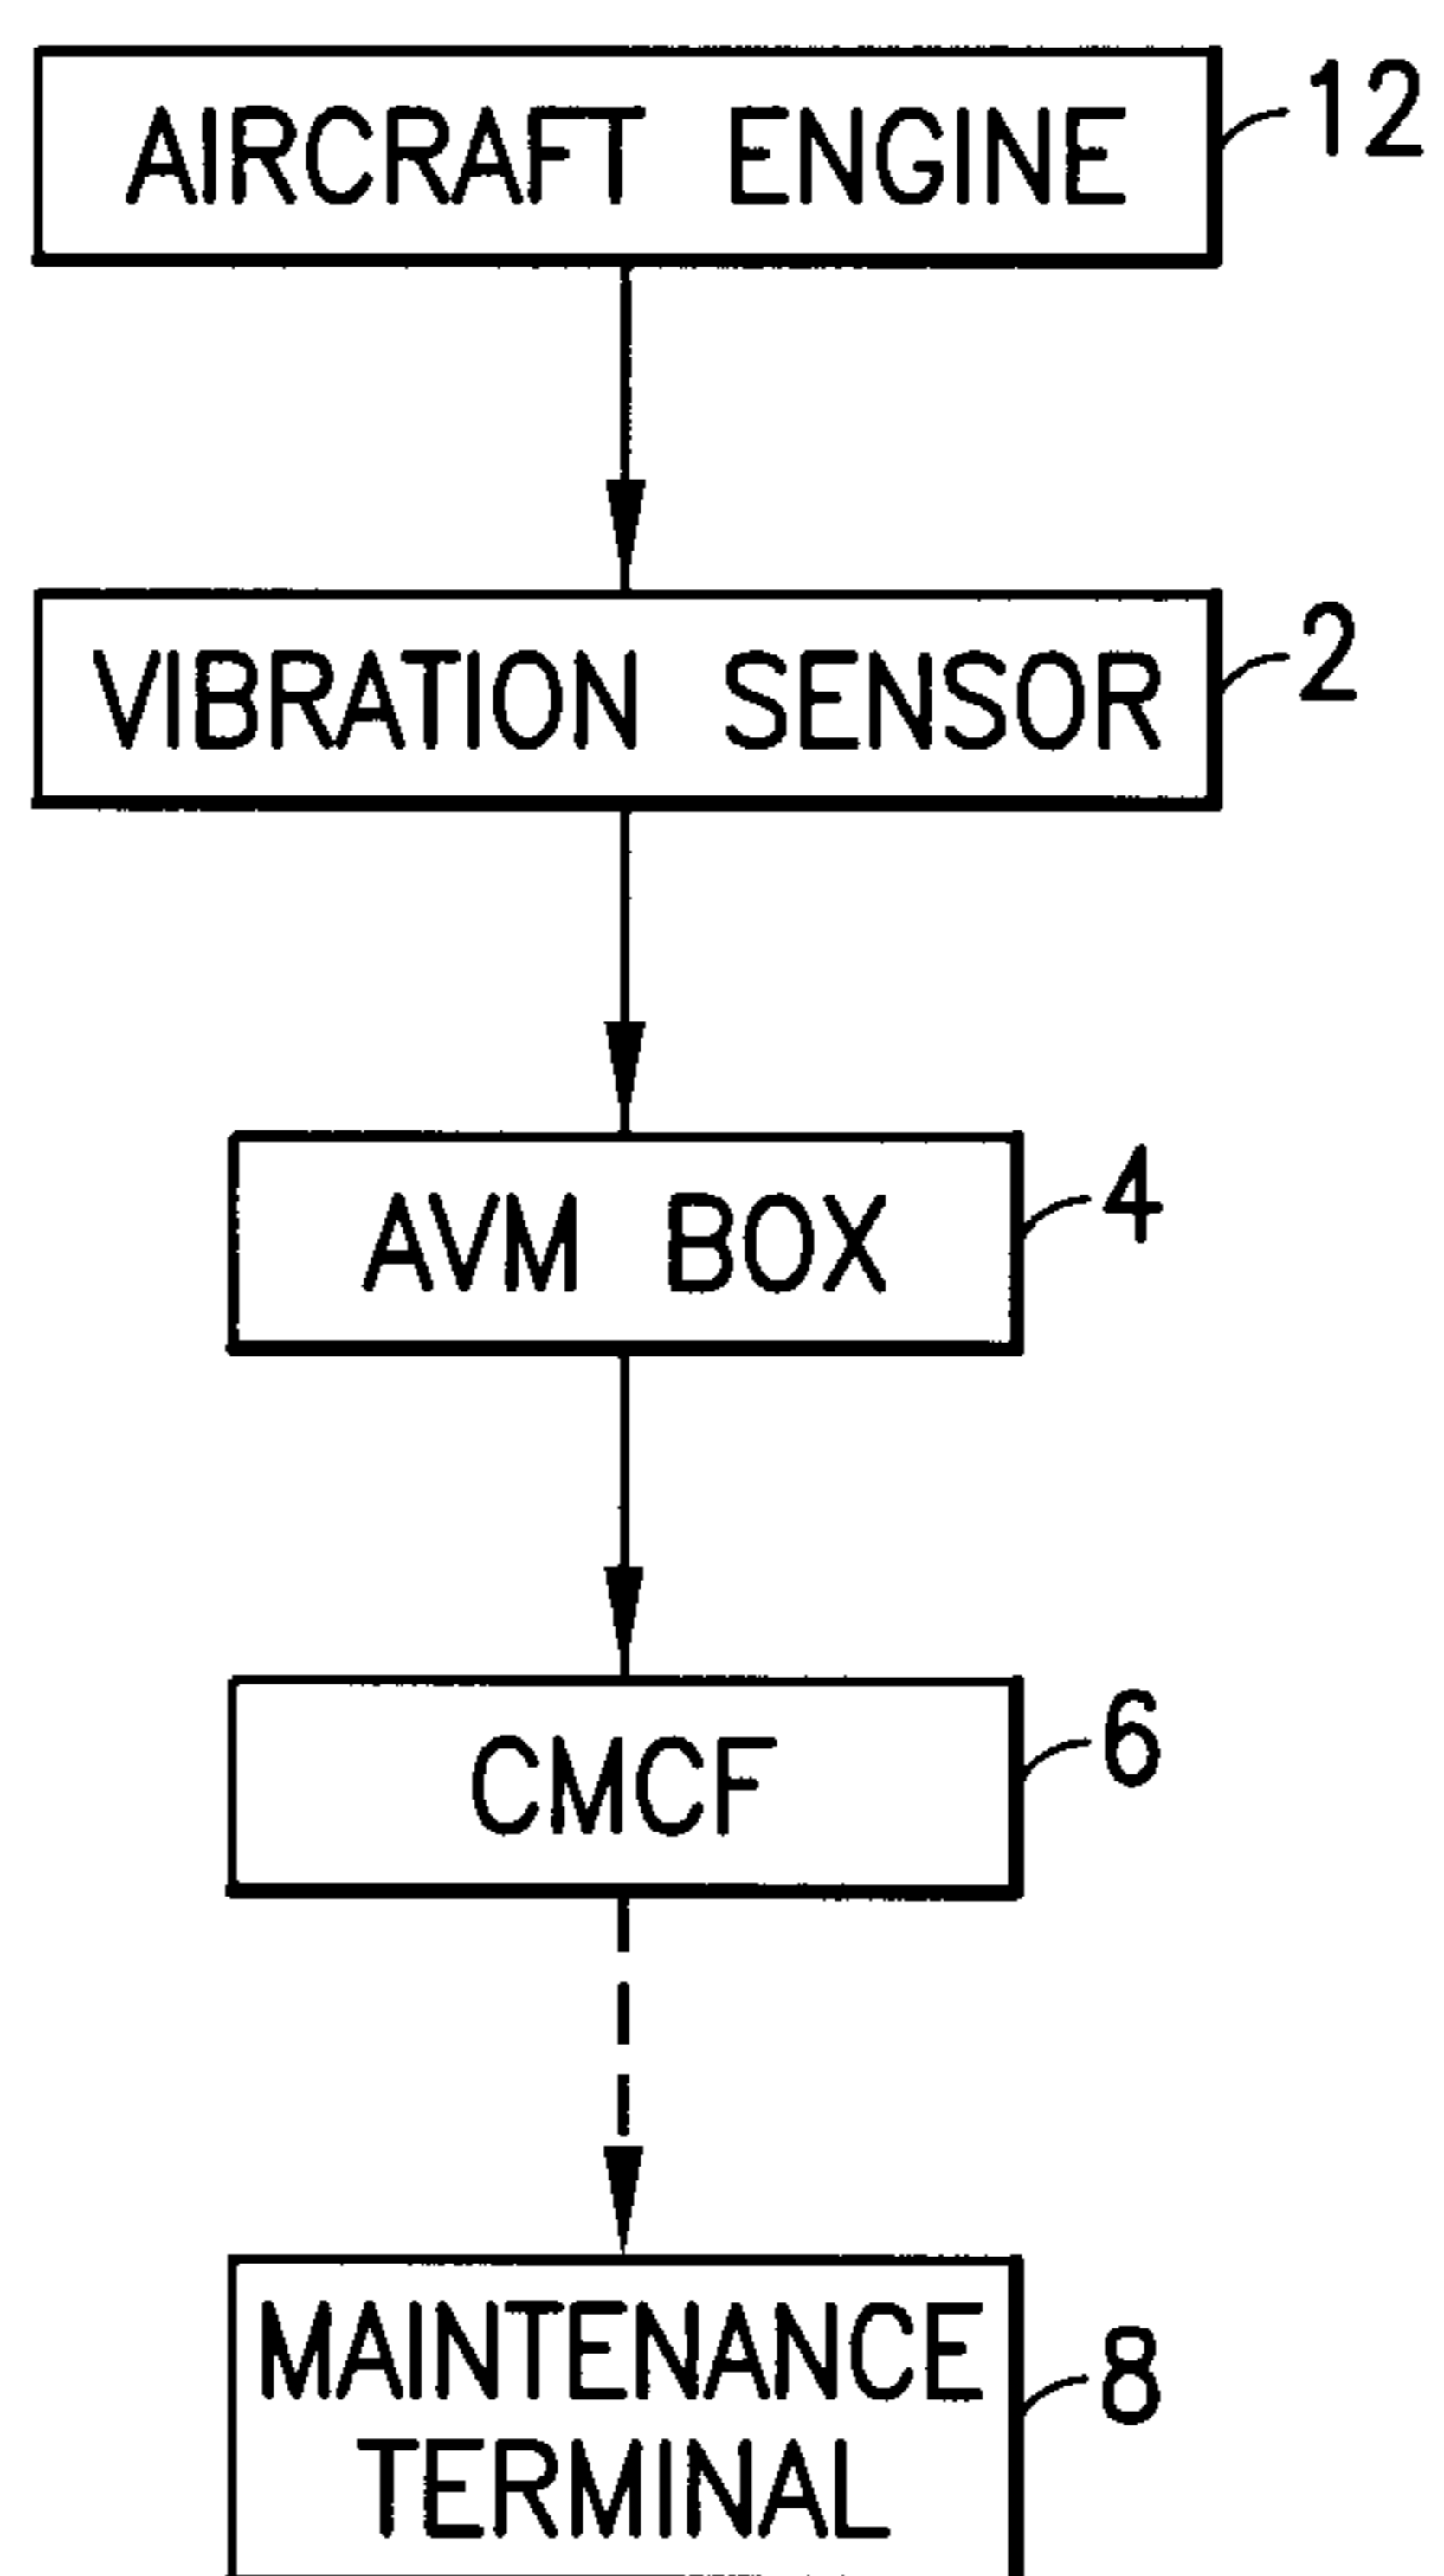 AIRCRAFT ENGINE 12
VIBRATION SENSOR 2
AVM BOX 4
CMCF 6
MAINTENANCE 8
TERMINAL